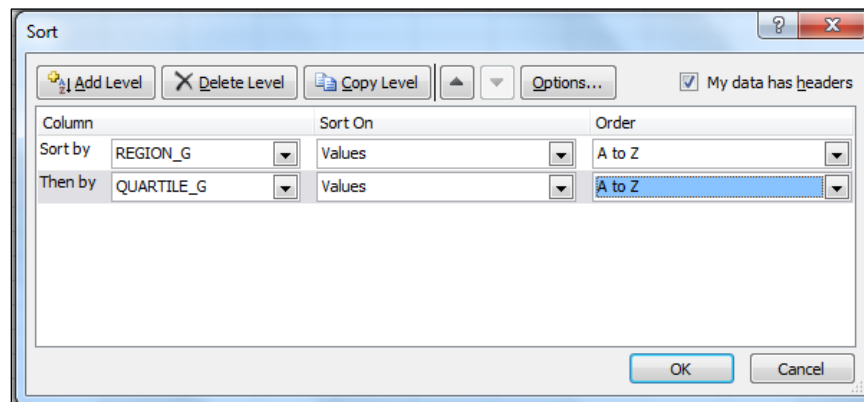 Sort
Add Level Delete Level Copy Level Options... My data has headers
Column Sort On Order
Sort by REGION_G Values A to Z
Then by QUARTILE_G Values A to Z
OK Cancel